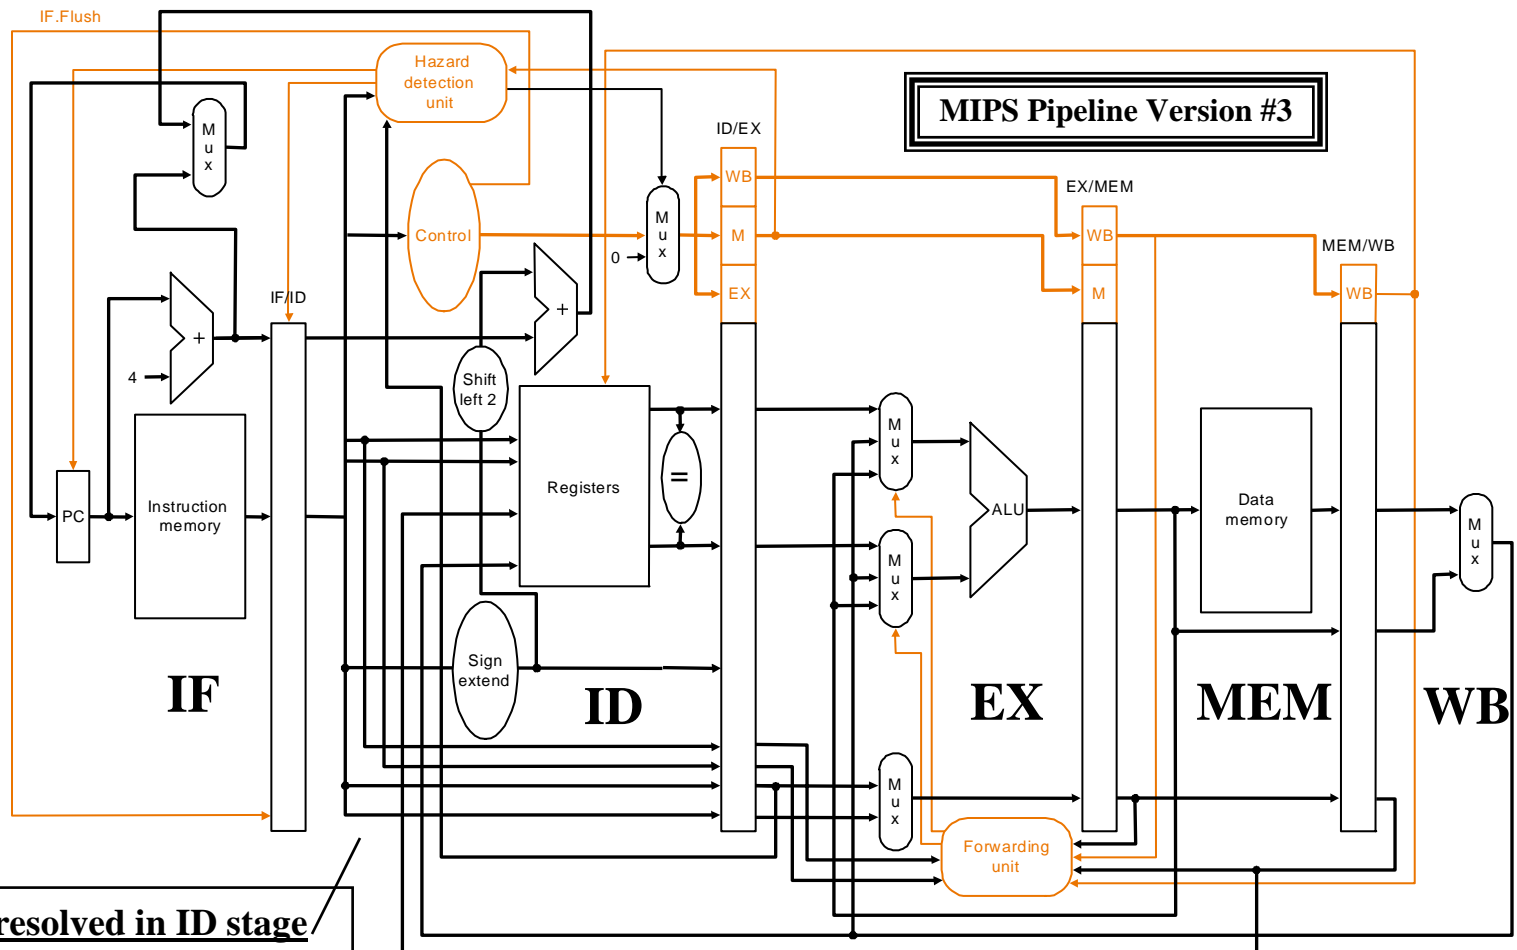 IF.Flush
Hazard
detection
unit
MIPS Pipeline Version #3
M
u
x
ID/EX
WB
EX/MEM
M
u
x
Control
M
WB
MEM/WB
0
IF/ID
EX
M
WB
+
+
4
Shift
left 2
M
u
x
=
PC
Instruction
memory
Registers
ALU
Data
memory
M
u
x
M
u
x
Sign
extend
IF
ID
EX
MEM
WB
M
u
x
Forwarding
unit
resolved in ID stage